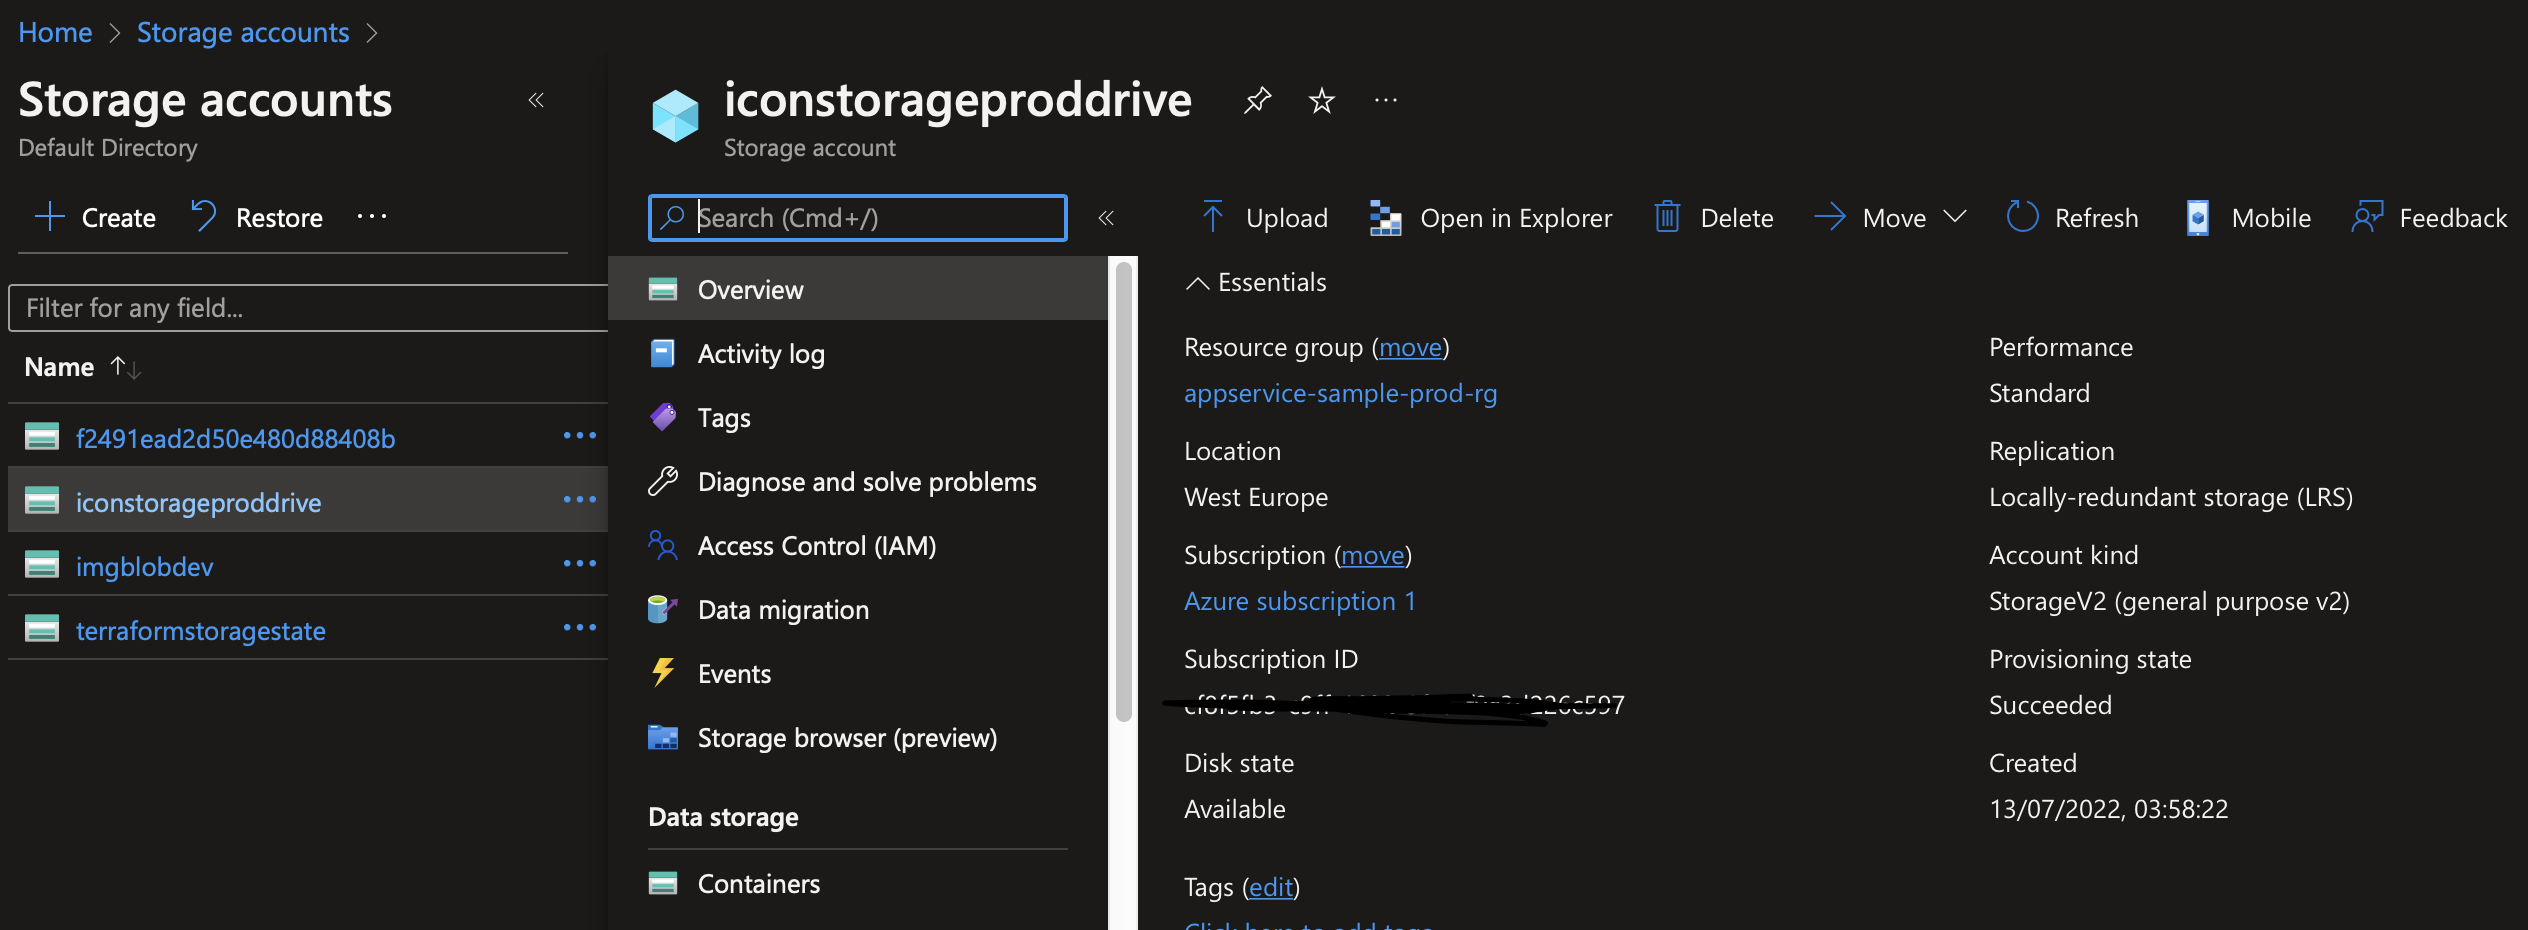 Home > Storage accounts >
Storage accounts «
Default Directory
Create Restore ...
Filter for any field...
Name ↑↓
f2491ead2d50e480d88408b ...
iconstorageproddrive ...
imgblobdev ...
terraformstoragestate ...
iconstorageproddrive ...
Storage account
Search (Cmd+/) «
Overview
Activity log
Tags
Diagnose and solve problems
Access Control (IAM)
Data migration
Events
Storage browser (preview)
Data storage
Containers
Upload Open in Explorer Delete Move Refresh Mobile Feedback
Essentials
Resource group (move)
appservice-sample-prod-rg
Location
West Europe
Subscription (move)
Azure subscription 1
Subscription ID
Disk state
Available
Tags (edit)
Click here to add tags
Performance
Standard
Replication
Locally-redundant storage (LRS)
Account kind
StorageV2 (general purpose v2)
Provisioning state
Succeeded
Created
13/07/2022, 03:58:22